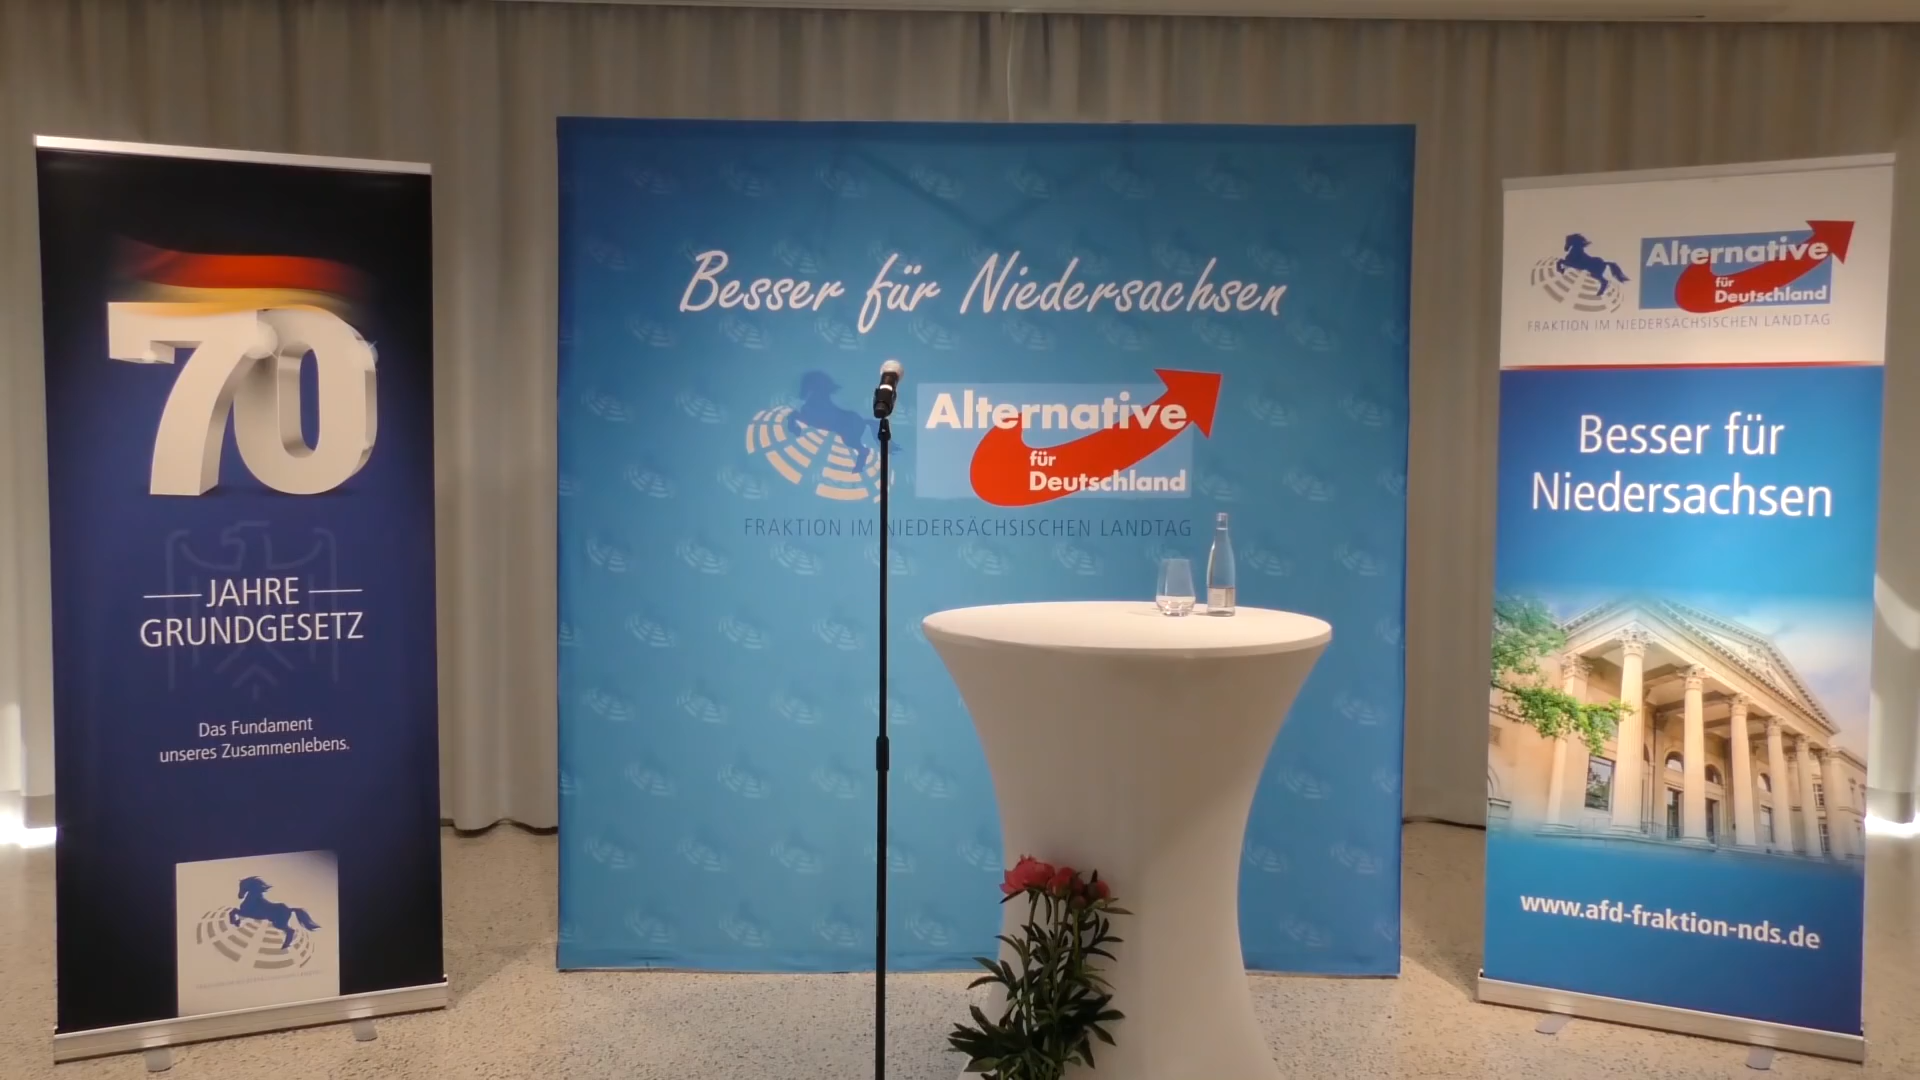 70
JAHRE
GRUNDGESETZ
Das Fundament
unseres Zusammenlebens.
Besser für Niedersachsen
Alternative
für
Deutschland
FRAKTION IM NIEDERSÄCHSISCHEN LANDTAG
Alternative
für
Deutschland
FRAKTION IM NIEDERSÄCHSISCHEN LANDTAG
Besser für
Niedersachsen
www.afd-fraktion-nds.de